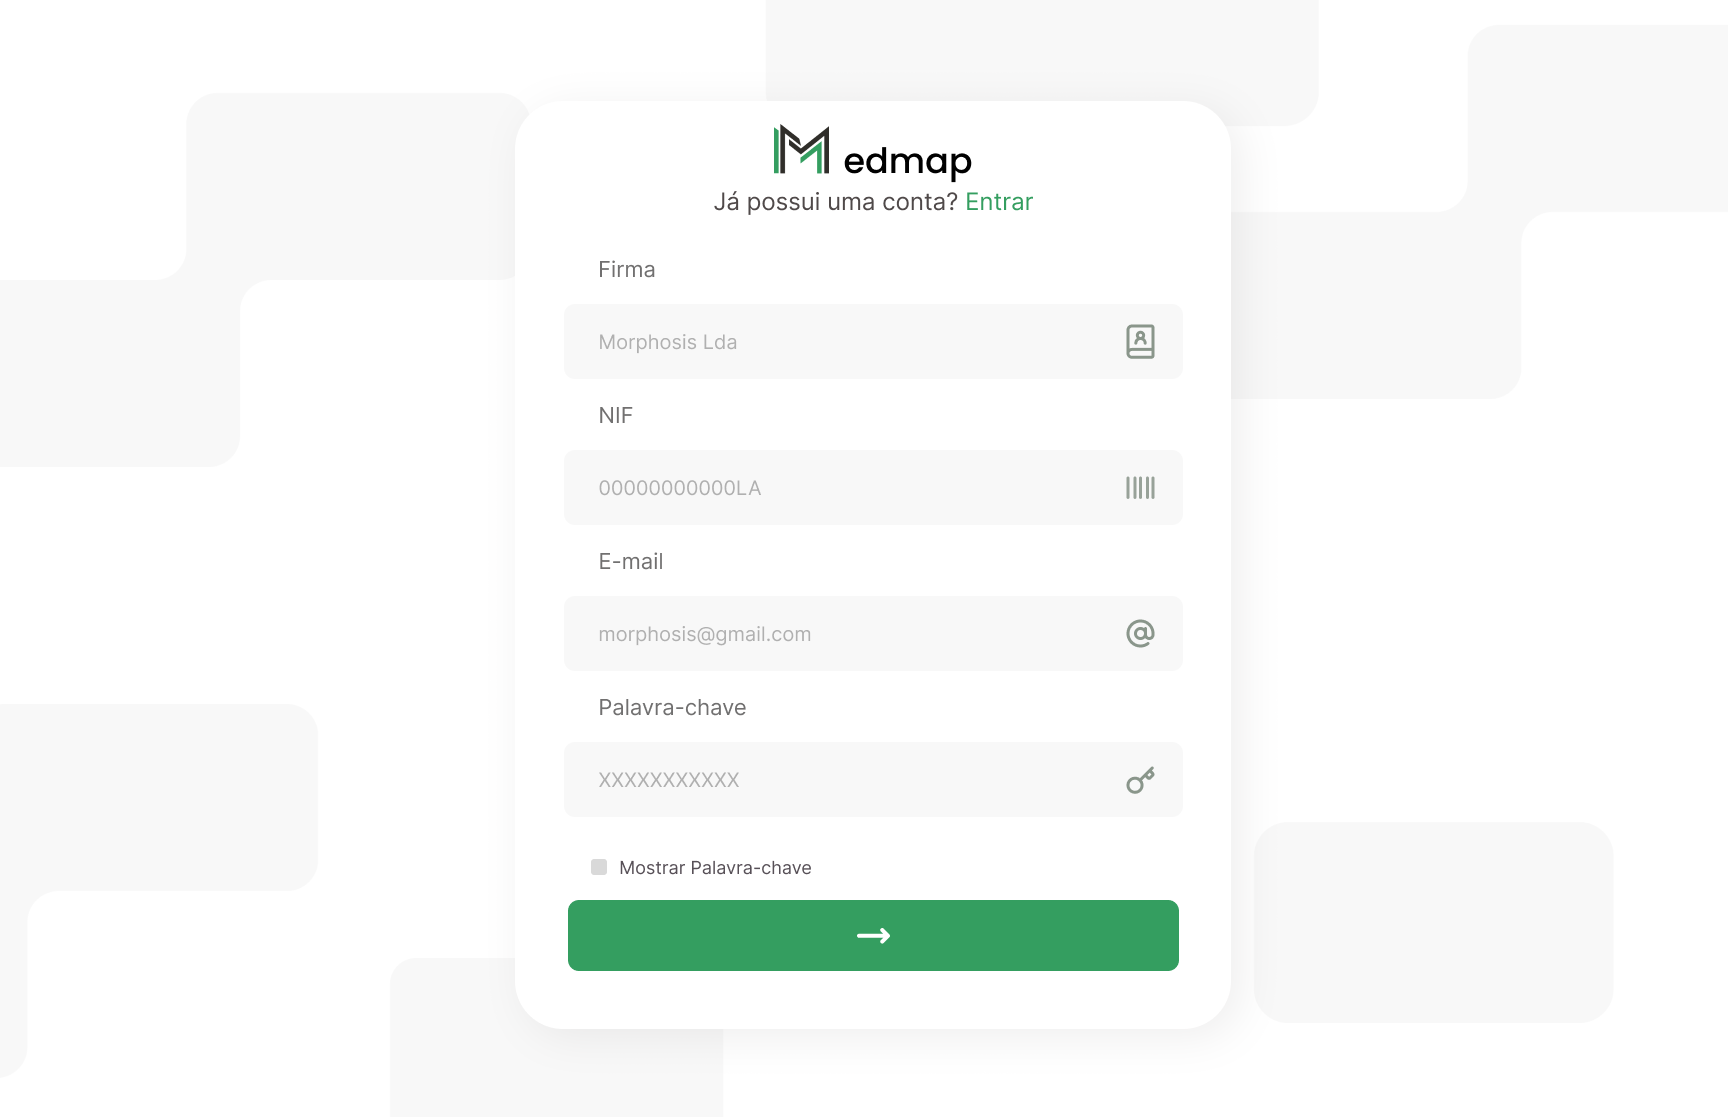 Medmap
Já possui uma conta? Entrar
Firma
Morphosis Lda
NIF
00000000000LA
E-mail
morphosis@gmail.com
Palavra-chave
XXXXXXXXXXX
Mostrar Palavra-chave